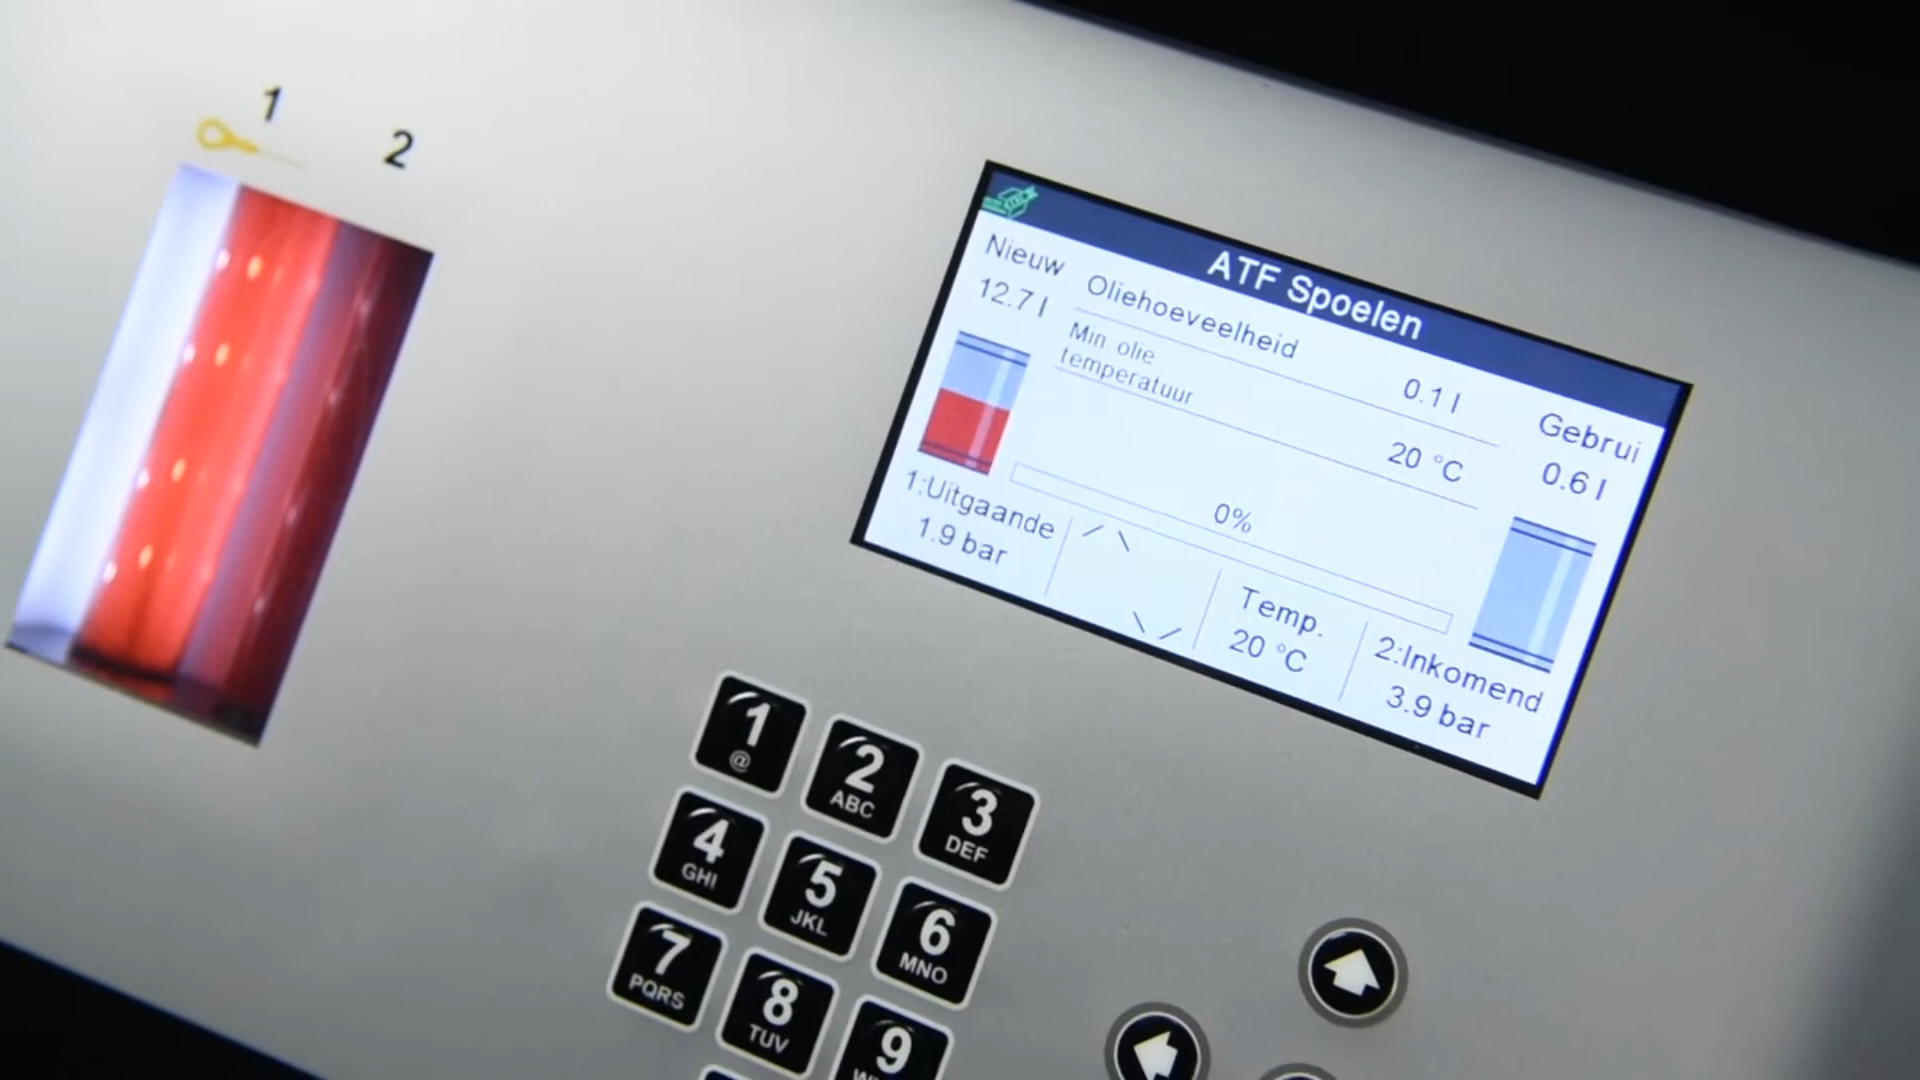 1
2
ATF Spoelen
Nieuw
12.7 l
Oliehoeveelheid
0.1 l
Min olie
temperatuur
20 °C
Gebrui
0.6 l
0%
1:Uitgaande
1.9 bar
Temp.
20 °C
2:Inkomend
3.9 bar
1
@
2
ABC
3
DEF
4
GHI
5
JKL
6
MNO
7
PQRS
8
TUV
9